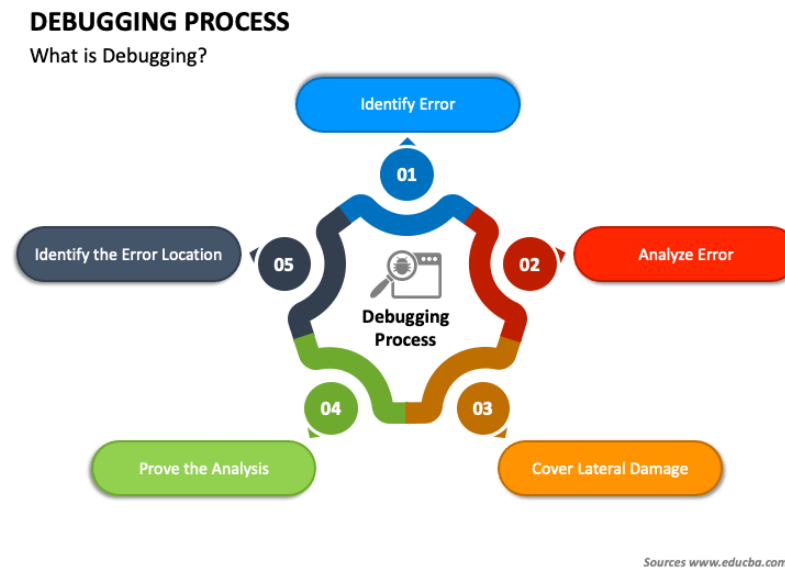 DEBUGGING PROCESS
What is Debugging?
Identify Error
01
Identify the Error Location
05
02
Analyze Error
Debugging
Process
04
03
Prove the Analysis
Cover Lateral Damage
Sources www.educba.com